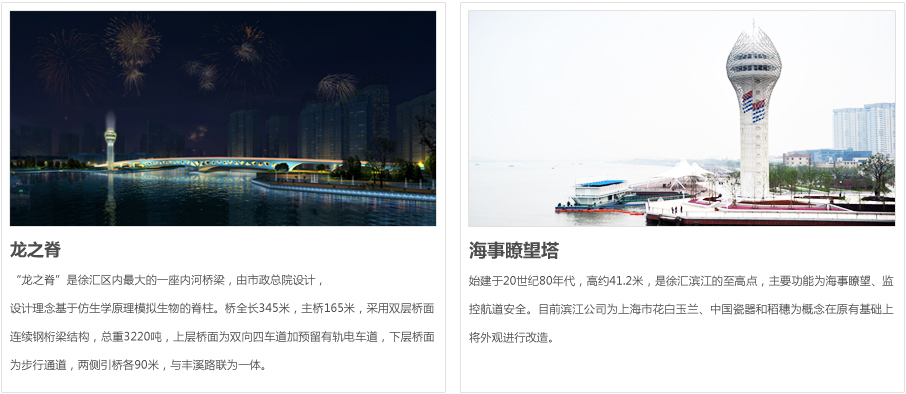 龙之脊
“龙之脊”是徐汇区内最大的一座内河桥梁，由市政总院设计，
设计理念基于仿生学原理模拟生物的脊柱。桥全长345米，主桥165米，采用双层桥面
连续钢桁梁结构，总重3220吨，上层桥面为双向四车道加预留有轨电车道，下层桥面
为步行通道，两侧引桥各90米，与丰溪路联为一体。
海事瞭望塔
始建于20世纪80年代，高约41.2米，是徐汇滨江的至高点，主要功能为海事瞭望、监
控航道安全。目前滨江公司为上海市花白玉兰、中国瓷器和稻穗为概念在原有基础上
将外观进行改造。